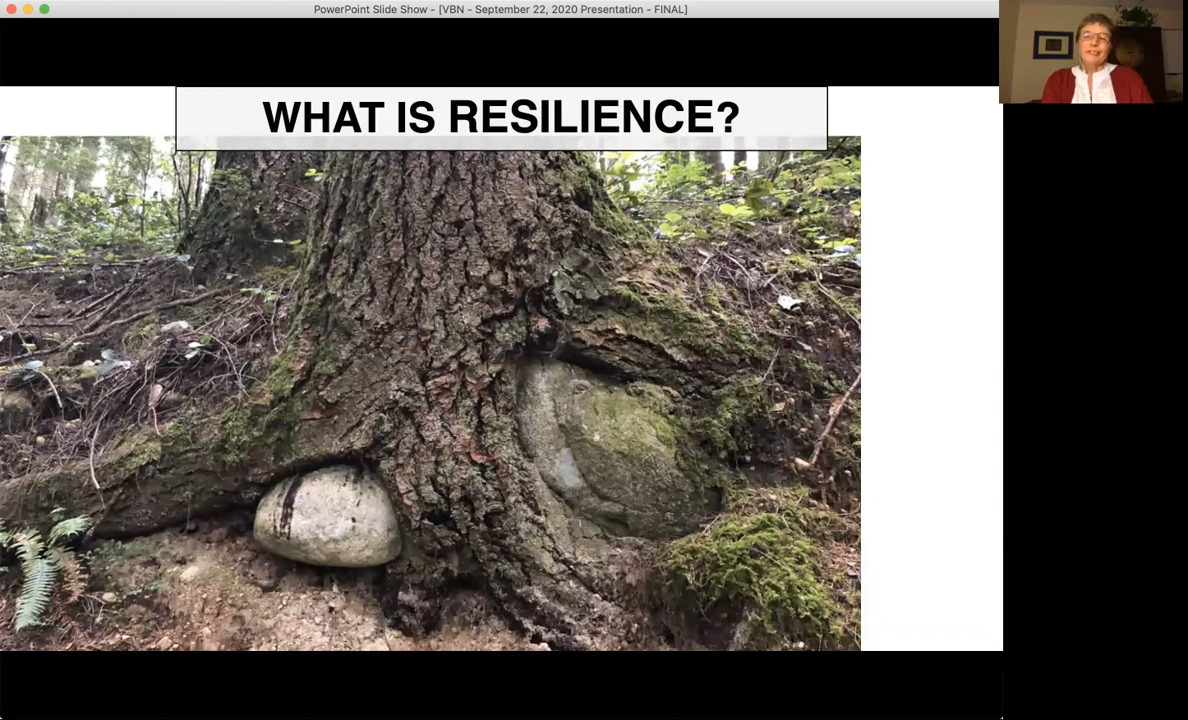 PowerPoint Slide Show - [VBN - September 22, 2020 Presentation - FINAL]
WHAT IS RESILIENCE?